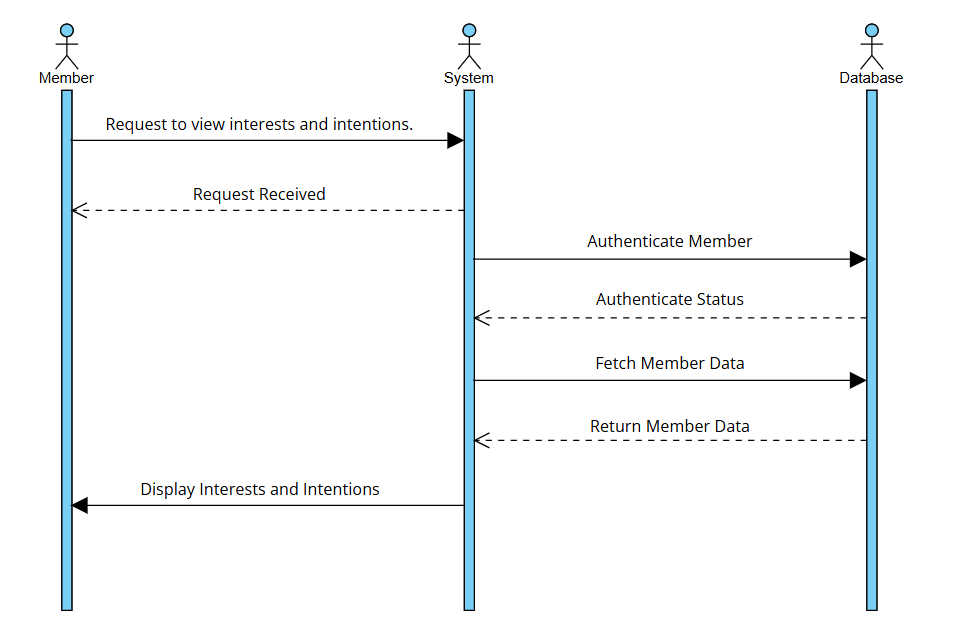 Member
System
Database
Request to view interests and intentions.
Request Received
Authenticate Member
Authenticate Status
Fetch Member Data
Return Member Data
Display Interests and Intentions